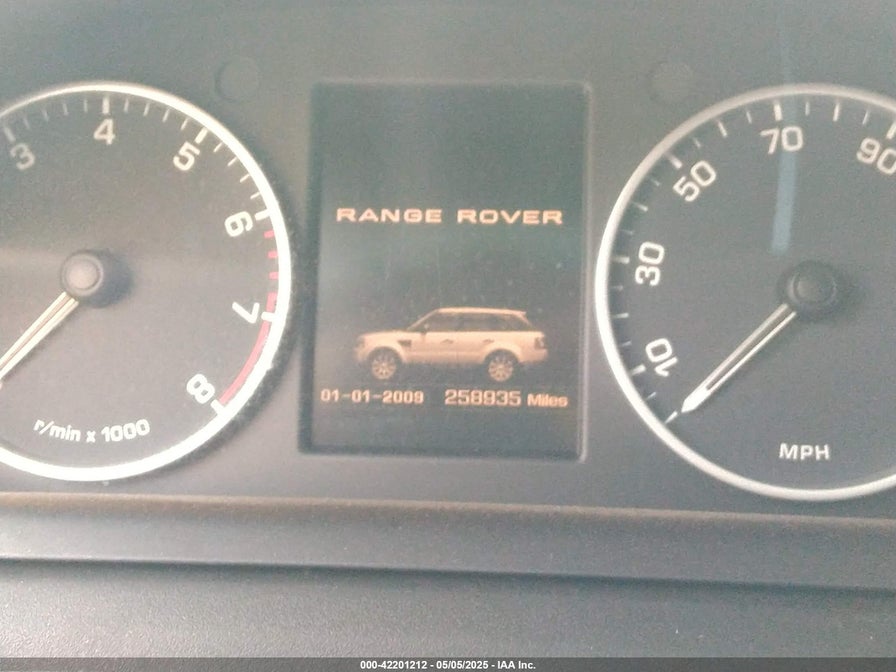 3 4 5 6 7 8
r/min x 1000
RANGE ROVER
01-01-2009 258935 Miles
10 30 50 70 90
MPH
000-42201212 - 05/05/2025 - IAA Inc.